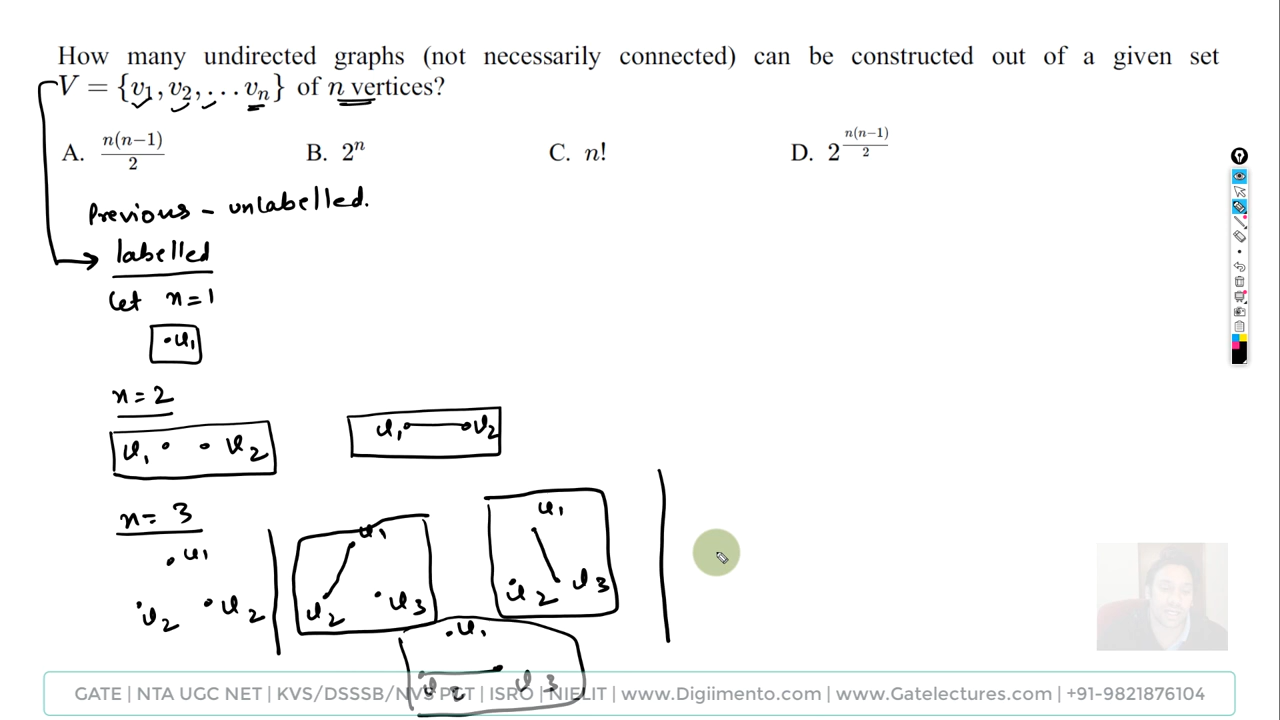 How many undirected graphs (not necessarily connected) can be constructed out of a given set
V = {v₁, v₂, ... vₙ} of n vertices?
A. n(n−1)/2 B. 2ⁿ C. n! D. 2^(n(n−1)/2)
Previous - unlabelled.
labelled
Let n=1
v₁
n=2
v₁ v₂ v₁ v₂
n= 3
v₁ v₁ v₁
v₂ v₂ v₂ v₃ v₂ v₃
v₁
v₂ v₃
GATE | NTA UGC NET | KVS/DSSSB/NVS PGT | ISRO | NIELIT | www.Digiimento.com | www.Gatelectures.com | +91-9821876104